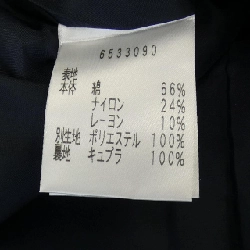 6533090
表地
本体 綿 66%
ナイロン 24%
レーヨン 10%
別生地 ポリエステル 100%
裏地 キュプラ 100%